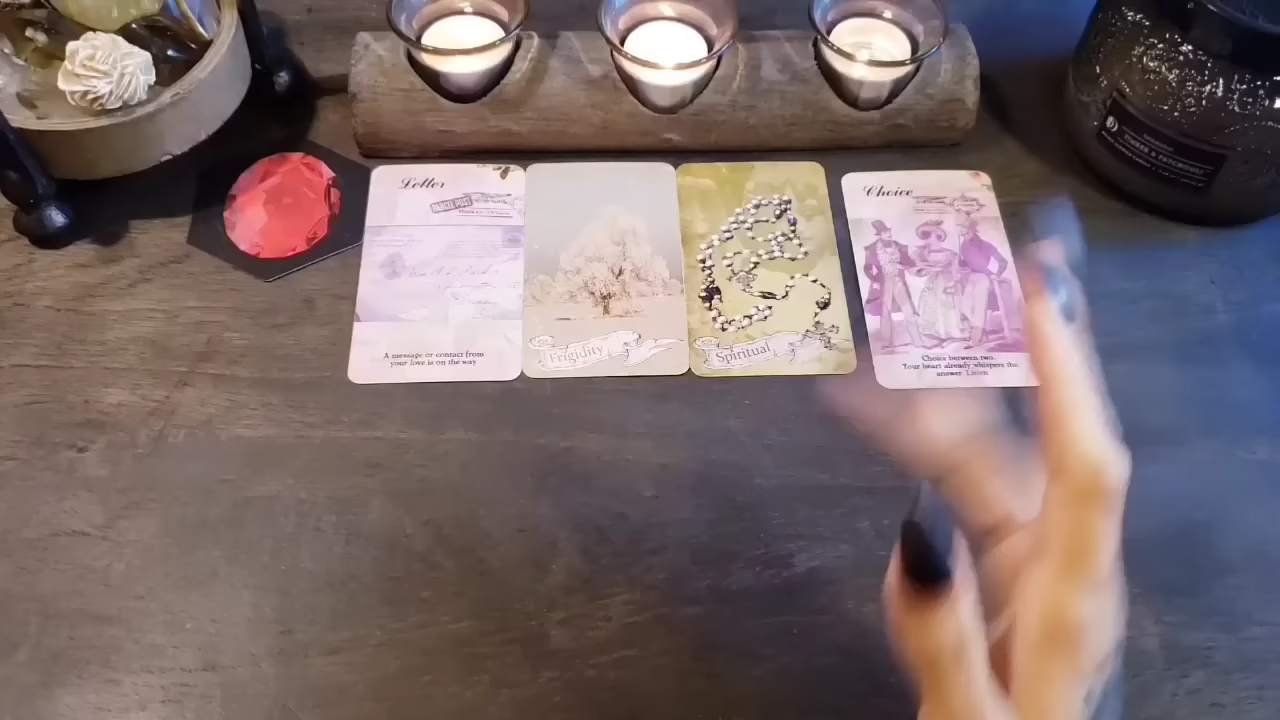 Letter
PARCEL POST
A message or contact from
your love is on the way
Frigidity
Spiritual
Choice
Choice between two.
Your heart already whispers the
answer. Listen